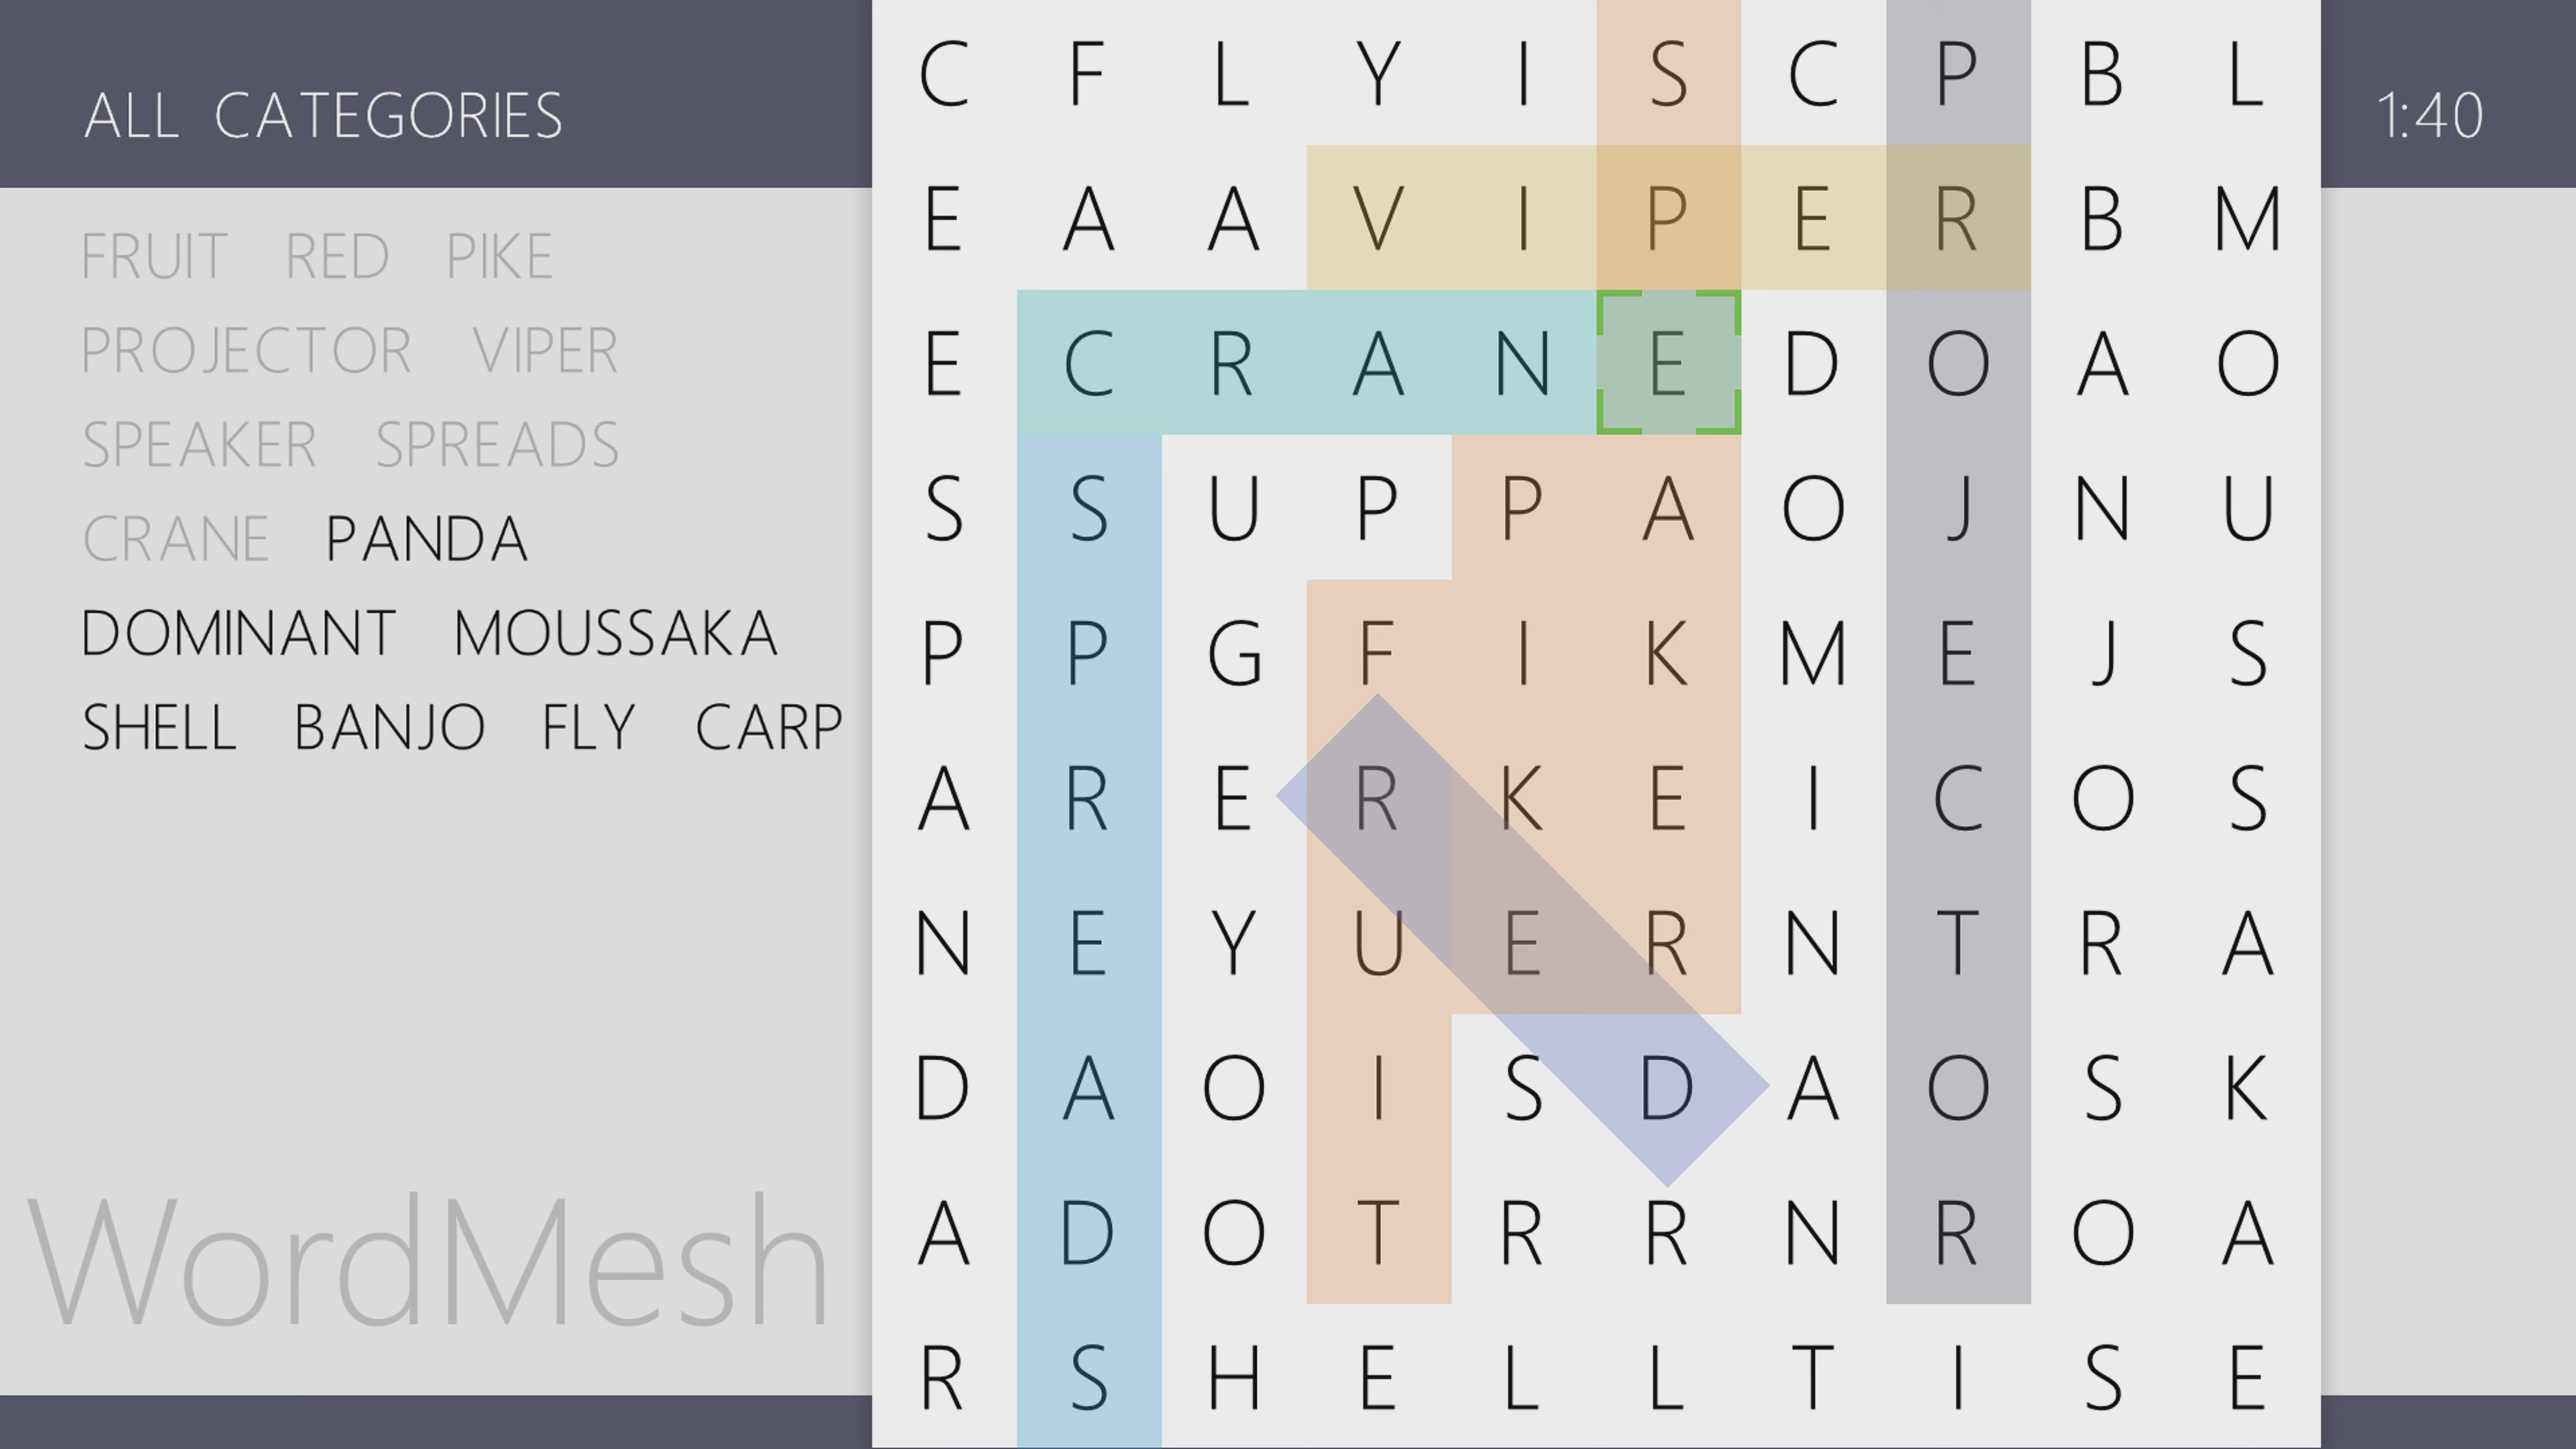 ALL CATEGORIES
1:40
FRUIT RED PIKE
PROJECTOR VIPER
SPEAKER SPREADS
CRANE PANDA
DOMINANT MOUSSAKA
SHELL BANJO FLY CARP
WordMesh
C F L Y I S C P B L
E A A V I P E R B M
E C R A N E D O A O
S S U P P A O J N U
P P G F I K M E J S
A R E R K E I C O S
N E Y U E R N T R A
D A O I S D A O S K
A D O T R R N R O A
R S H E L L T I S E